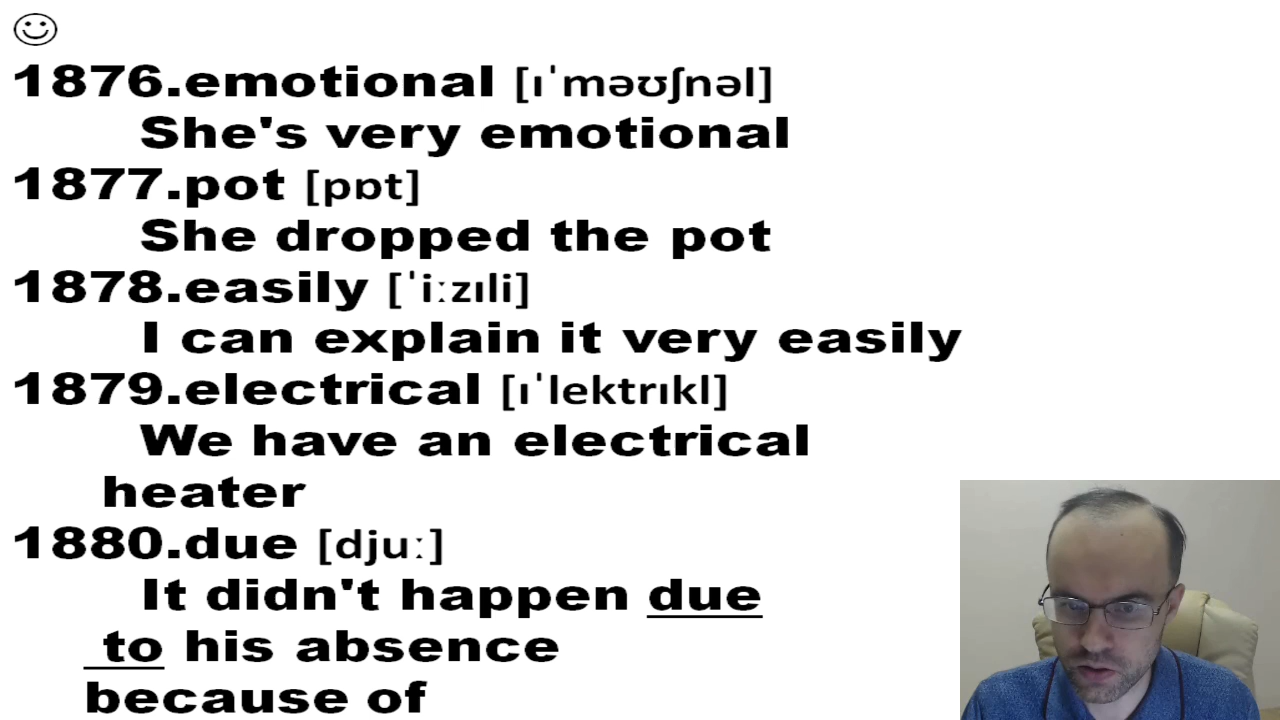 1876.emotional [ɪˈməʊʃnəl]
She's very emotional
1877.pot [pɒt]
She dropped the pot
1878.easily [ˈiːzɪli]
I can explain it very easily
1879.electrical [ɪˈlektrɪkl]
We have an electrical
heater
1880.due [djuː]
It didn't happen due
to his absence
because of